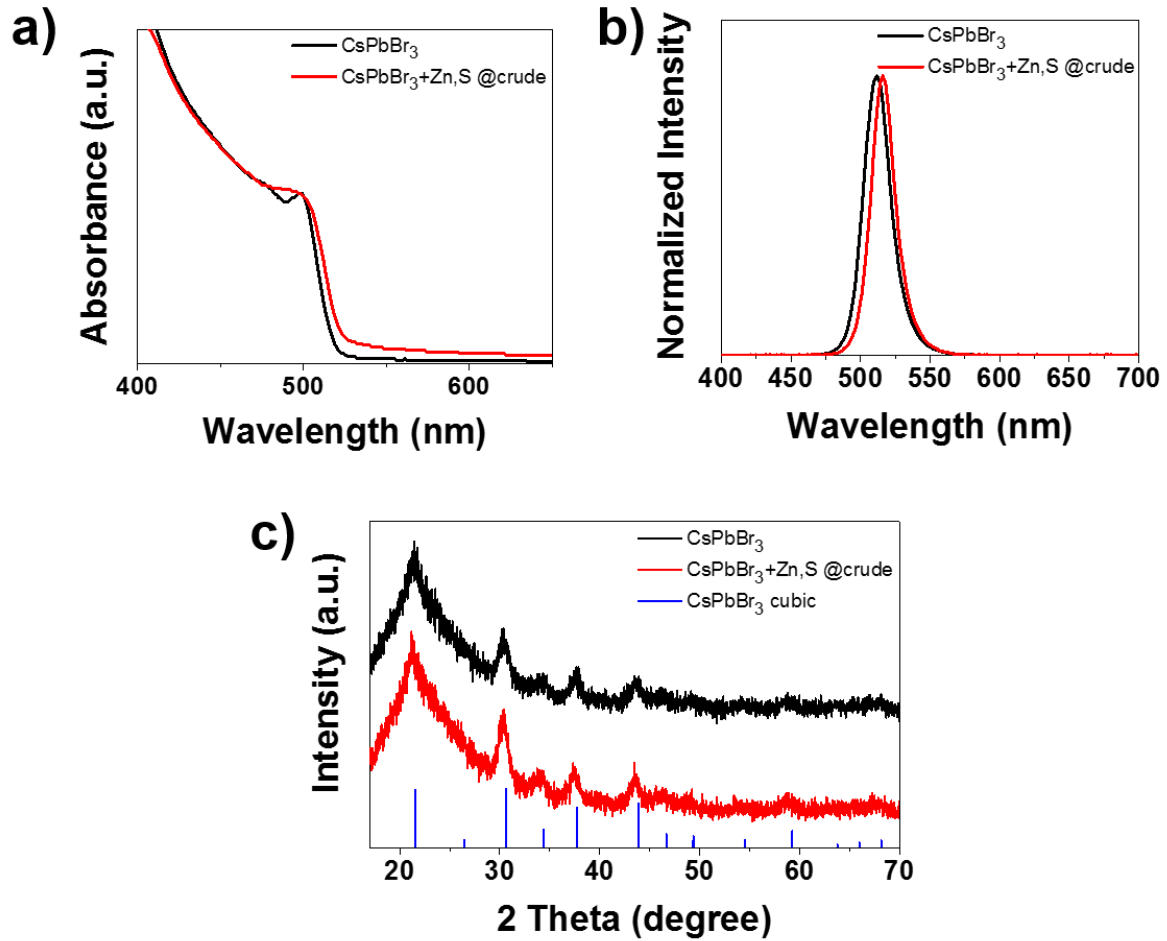 a)
CsPbBr3
CsPbBr3+Zn,S @crude
Absorbance (a.u.)
400
500
600
Wavelength (nm)
b)
CsPbBr3
CsPbBr3+Zn,S @crude
Normalized Intensity
400
450
500
550
600
650
700
Wavelength (nm)
c)
CsPbBr3
CsPbBr3+Zn,S @crude
CsPbBr3 cubic
Intensity (a.u.)
20
30
40
50
60
70
2 Theta (degree)